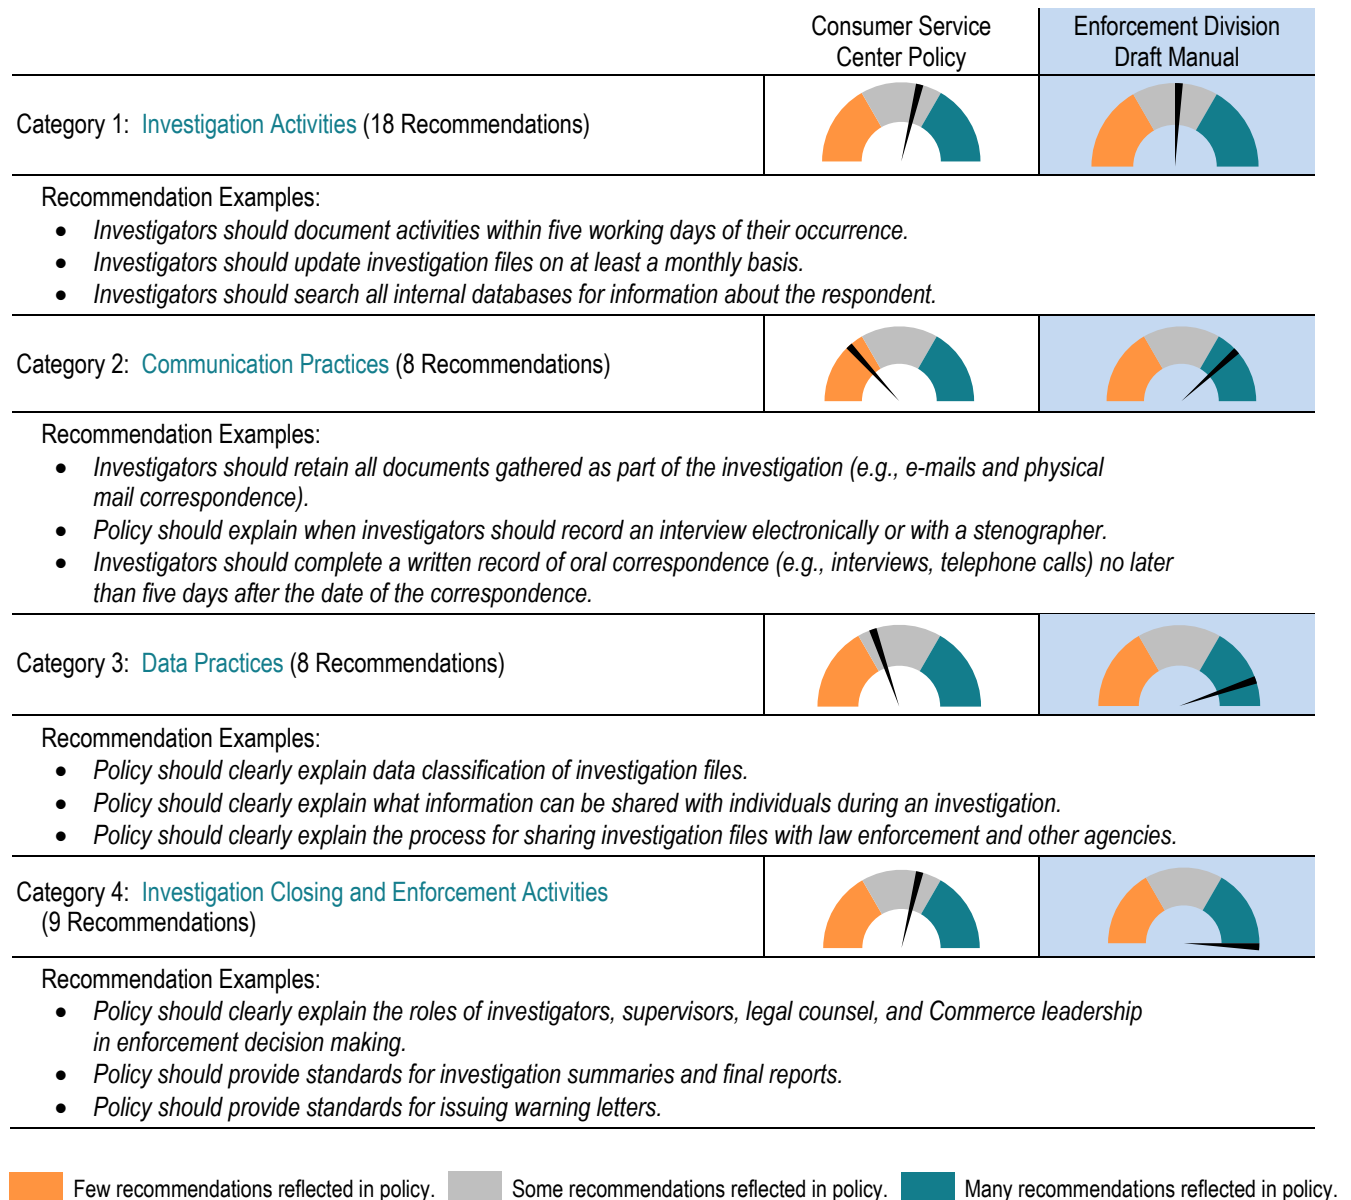 Consumer Service
Center Policy
Enforcement Division
Draft Manual
Category 1: Investigation Activities (18 Recommendations)
Recommendation Examples:
• Investigators should document activities within five working days of their occurrence.
• Investigators should update investigation files on at least a monthly basis.
• Investigators should search all internal databases for information about the respondent.
Category 2: Communication Practices (8 Recommendations)
Recommendation Examples:
• Investigators should retain all documents gathered as part of the investigation (e.g., e-mails and physical
mail correspondence).
• Policy should explain when investigators should record an interview electronically or with a stenographer.
• Investigators should complete a written record of oral correspondence (e.g., interviews, telephone calls) no later
than five days after the date of the correspondence.
Category 3: Data Practices (8 Recommendations)
Recommendation Examples:
• Policy should clearly explain data classification of investigation files.
• Policy should clearly explain what information can be shared with individuals during an investigation.
• Policy should clearly explain the process for sharing investigation files with law enforcement and other agencies.
Category 4: Investigation Closing and Enforcement Activities
(9 Recommendations)
Recommendation Examples:
• Policy should clearly explain the roles of investigators, supervisors, legal counsel, and Commerce leadership
in enforcement decision making.
• Policy should provide standards for investigation summaries and final reports.
• Policy should provide standards for issuing warning letters.
Few recommendations reflected in policy. Some recommendations reflected in policy. Many recommendations reflected in policy.